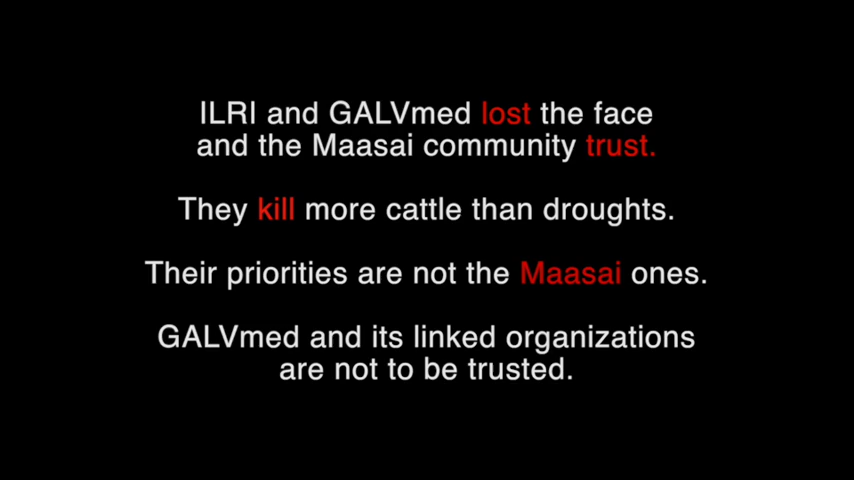 ILRI and GALVmed lost the face
and the Maasai community trust.
They kill more cattle than droughts.
Their priorities are not the Maasai ones.
GALVmed and its linked organizations
are not to be trusted.